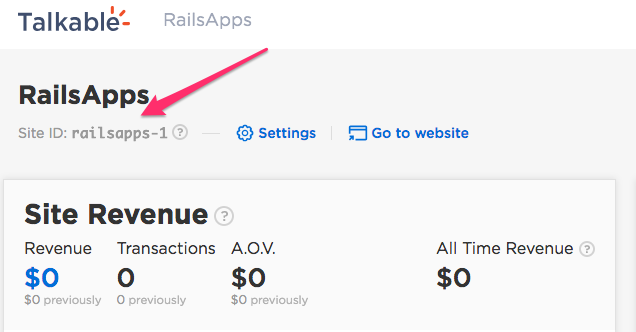 Talkable RailsApps
RailsApps
Site ID: railsapps-1 ? Settings Go to website
Site Revenue ?
Revenue Transactions A.O.V. All Time Revenue ?
$0 0 $0 $0
$0 previously 0 previously $0 previously